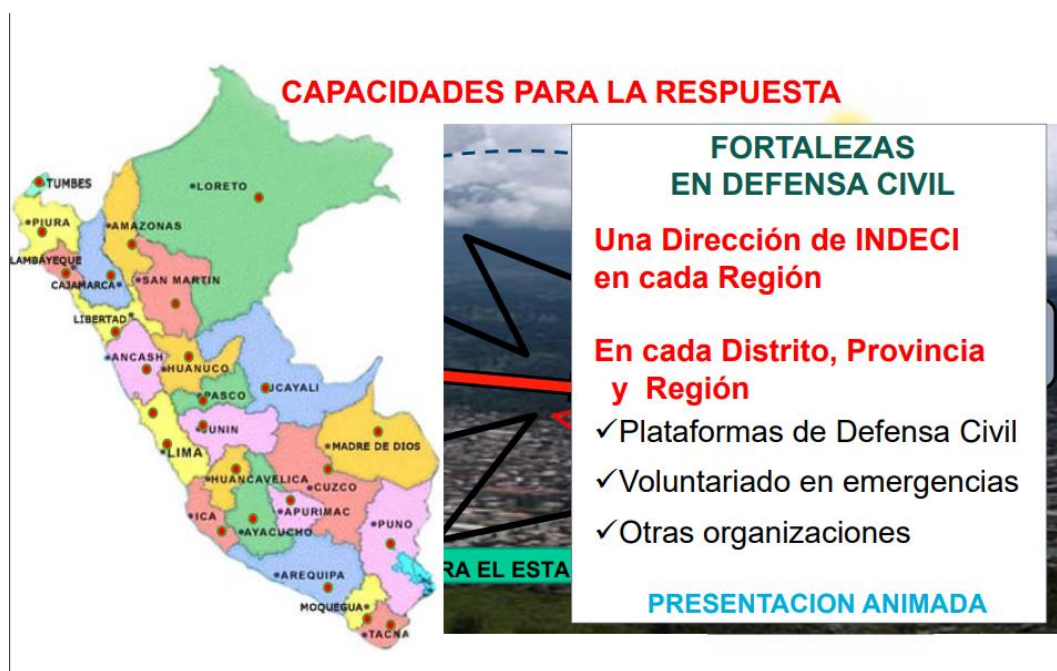 CAPACIDADES PARA LA RESPUESTA
FORTALEZAS
EN DEFENSA CIVIL
Una Dirección de INDECI
en cada Región
En cada Distrito, Provincia
y Región
✓Plataformas de Defensa Civil
✓Voluntariado en emergencias
✓Otras organizaciones
PRESENTACION ANIMADA
RA EL ESTA
TUMBES
LORETO
PIURA
AMAZONAS
LAMBAYEQUE
CAJAMARCA
SAN MARTIN
LIBERTAD
ANCASH
HUANUCO
PASCO
UCAYALI
JUNIN
LIMA
MADRE DE DIOS
HUANCAVELICA
CUZCO
ICA
APURIMAC
AYACUCHO
PUNO
AREQUIPA
MOQUEGUA
TACNA